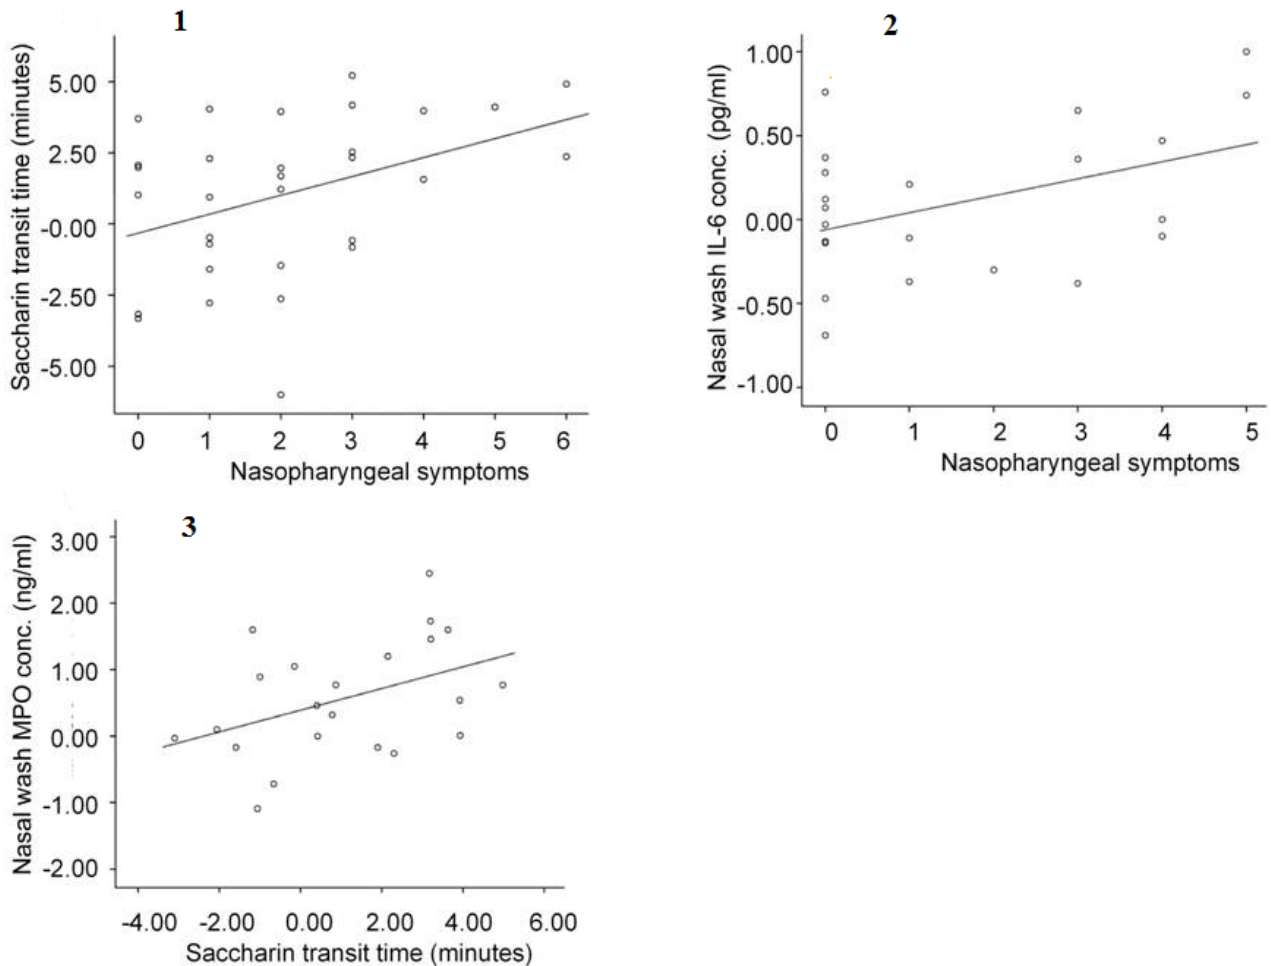 1
Saccharin transit time (minutes)
5.00
2.50
-0.00
-2.50
-5.00
0 1 2 3 4 5 6
Nasopharyngeal symptoms
2
Nasal wash IL-6 conc. (pg/ml)
1.00
0.50
0.00
-0.50
-1.00
0 1 2 3 4 5
Nasopharyngeal symptoms
3
Nasal wash MPO conc. (ng/ml)
3.00
2.00
1.00
0.00
-1.00
-2.00
-4.00 -2.00 0.00 2.00 4.00 6.00
Saccharin transit time (minutes)